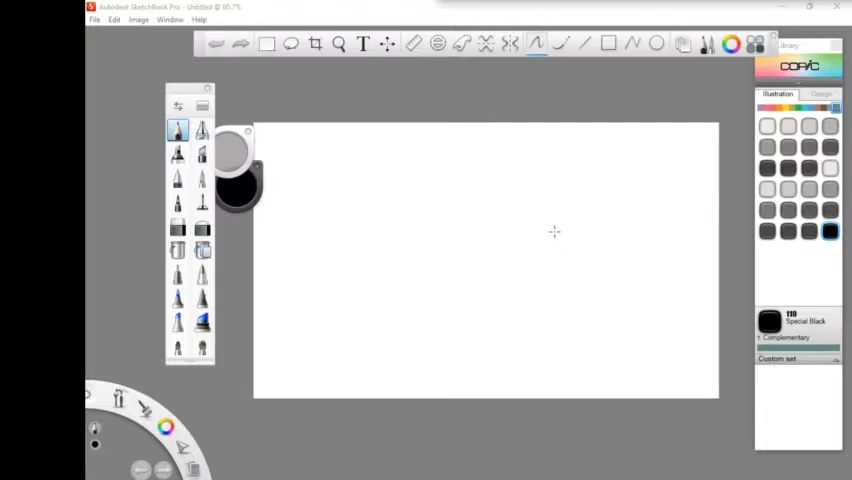 Autodesk SketchBook Pro - Untitled @ 66.7%
File Edit Image Window Help
T
Library
COPIC
Illustration Design
110
Special Black
1. Complementary
Custom set